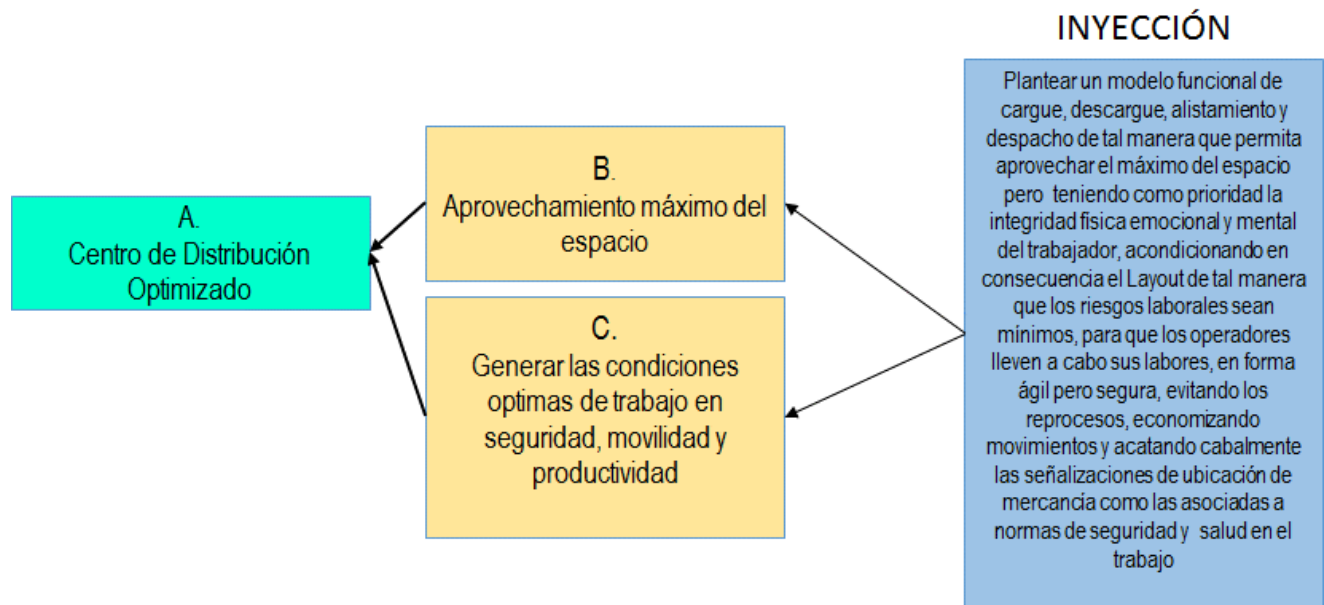 INYECCIÓN
A.
Centro de Distribución
Optimizado
B.
Aprovechamiento máximo del
espacio
C.
Generar las condiciones
optimas de trabajo en
seguridad, movilidad y
productividad
Plantear un modelo funcional de
cargue, descargue, alistamiento y
despacho de tal manera que permita
aprovechar el máximo del espacio
pero teniendo como prioridad la
integridad física emocional y mental
del trabajador, acondicionando en
consecuencia el Layout de tal manera
que los riesgos laborales sean
mínimos, para que los operadores
lleven a cabo sus labores, en forma
ágil pero segura, evitando los
reprocesos, economizando
movimientos y acatando cabalmente
las señalizaciones de ubicación de
mercancía como las asociadas a
normas de seguridad y salud en el
trabajo